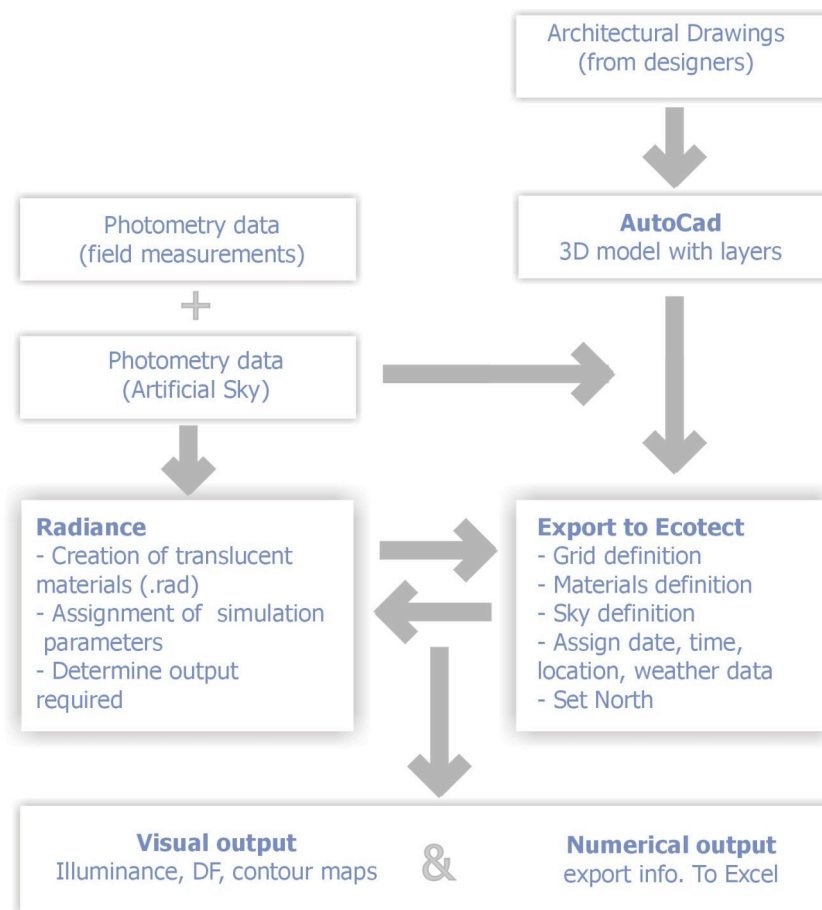 Architectural Drawings
(from designers)
AutoCad
3D model with layers
Photometry data
(field measurements)
+
Photometry data
(Artificial Sky)
Radiance
- Creation of translucent
materials (.rad)
- Assignment of simulation
parameters
- Determine output
required
Export to Ecotect
- Grid definition
- Materials definition
- Sky definition
- Assign date, time,
location, weather data
- Set North
Visual output
Illuminance, DF, contour maps
&
Numerical output
export info. To Excel